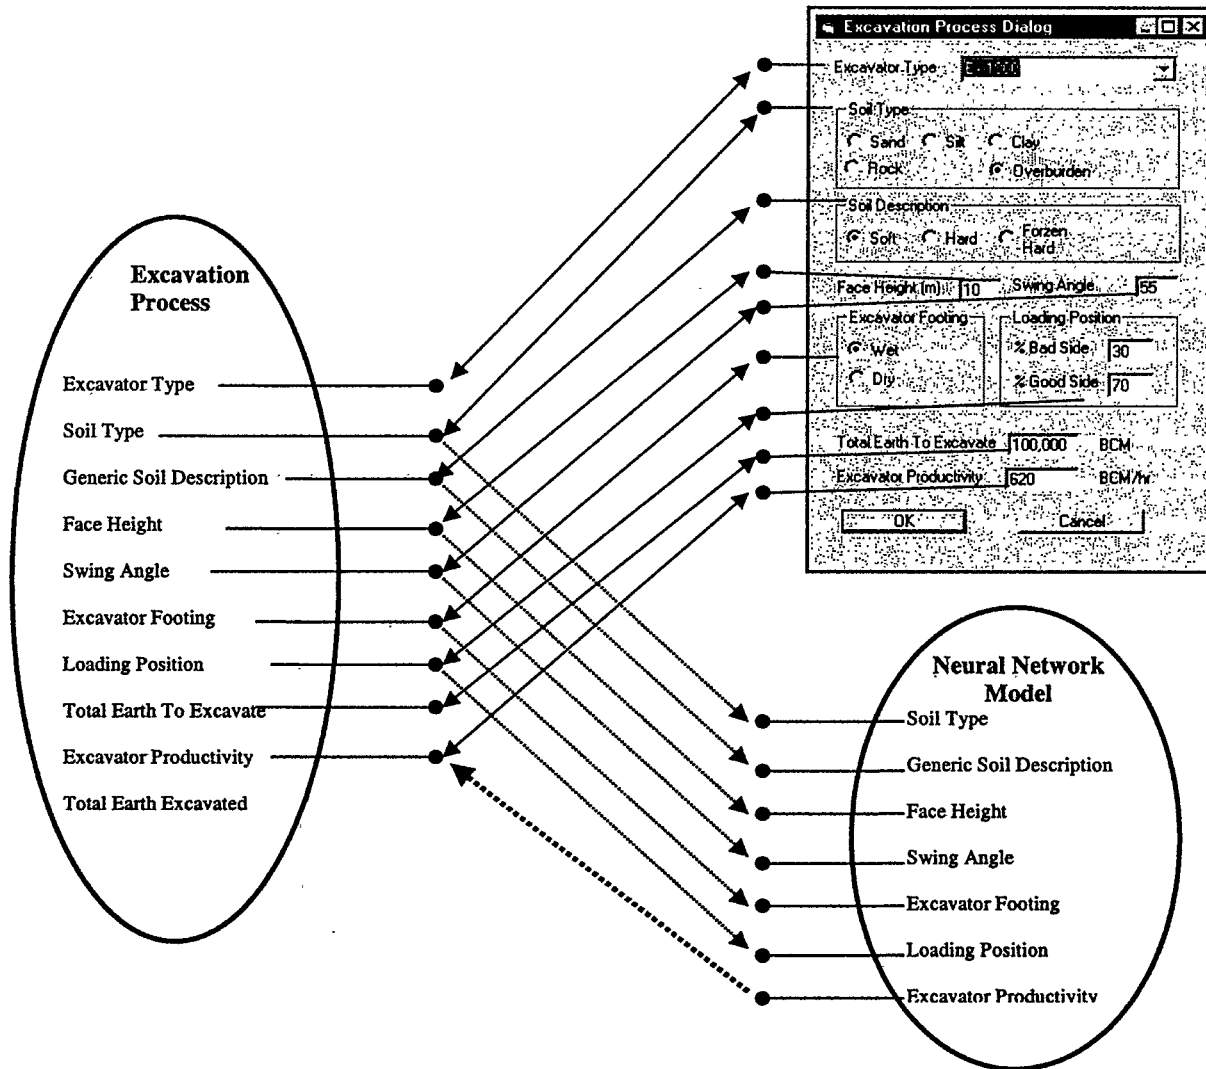 Excavation Process Dialog
Excavator Type
Soil Type
Sand Silt Clay
Rock Overburden
Soil Description
Soft Hard Forzen
Hard
Face Height (m) 10 Swing Angle 55
Excavator Footing Loading Position
Wet % Bad Side 30
Dry % Good Side 70
Total Earth To Excavate 100,000 BCM
Excavator Productivity 620 BCM/hr
OK Cancel
Excavation
Process
Excavator Type
Soil Type
Generic Soil Description
Face Height
Swing Angle
Excavator Footing
Loading Position
Total Earth To Excavate
Excavator Productivity
Total Earth Excavated
Neural Network
Model
Soil Type
Generic Soil Description
Face Height
Swing Angle
Excavator Footing
Loading Position
Excavator Productivity